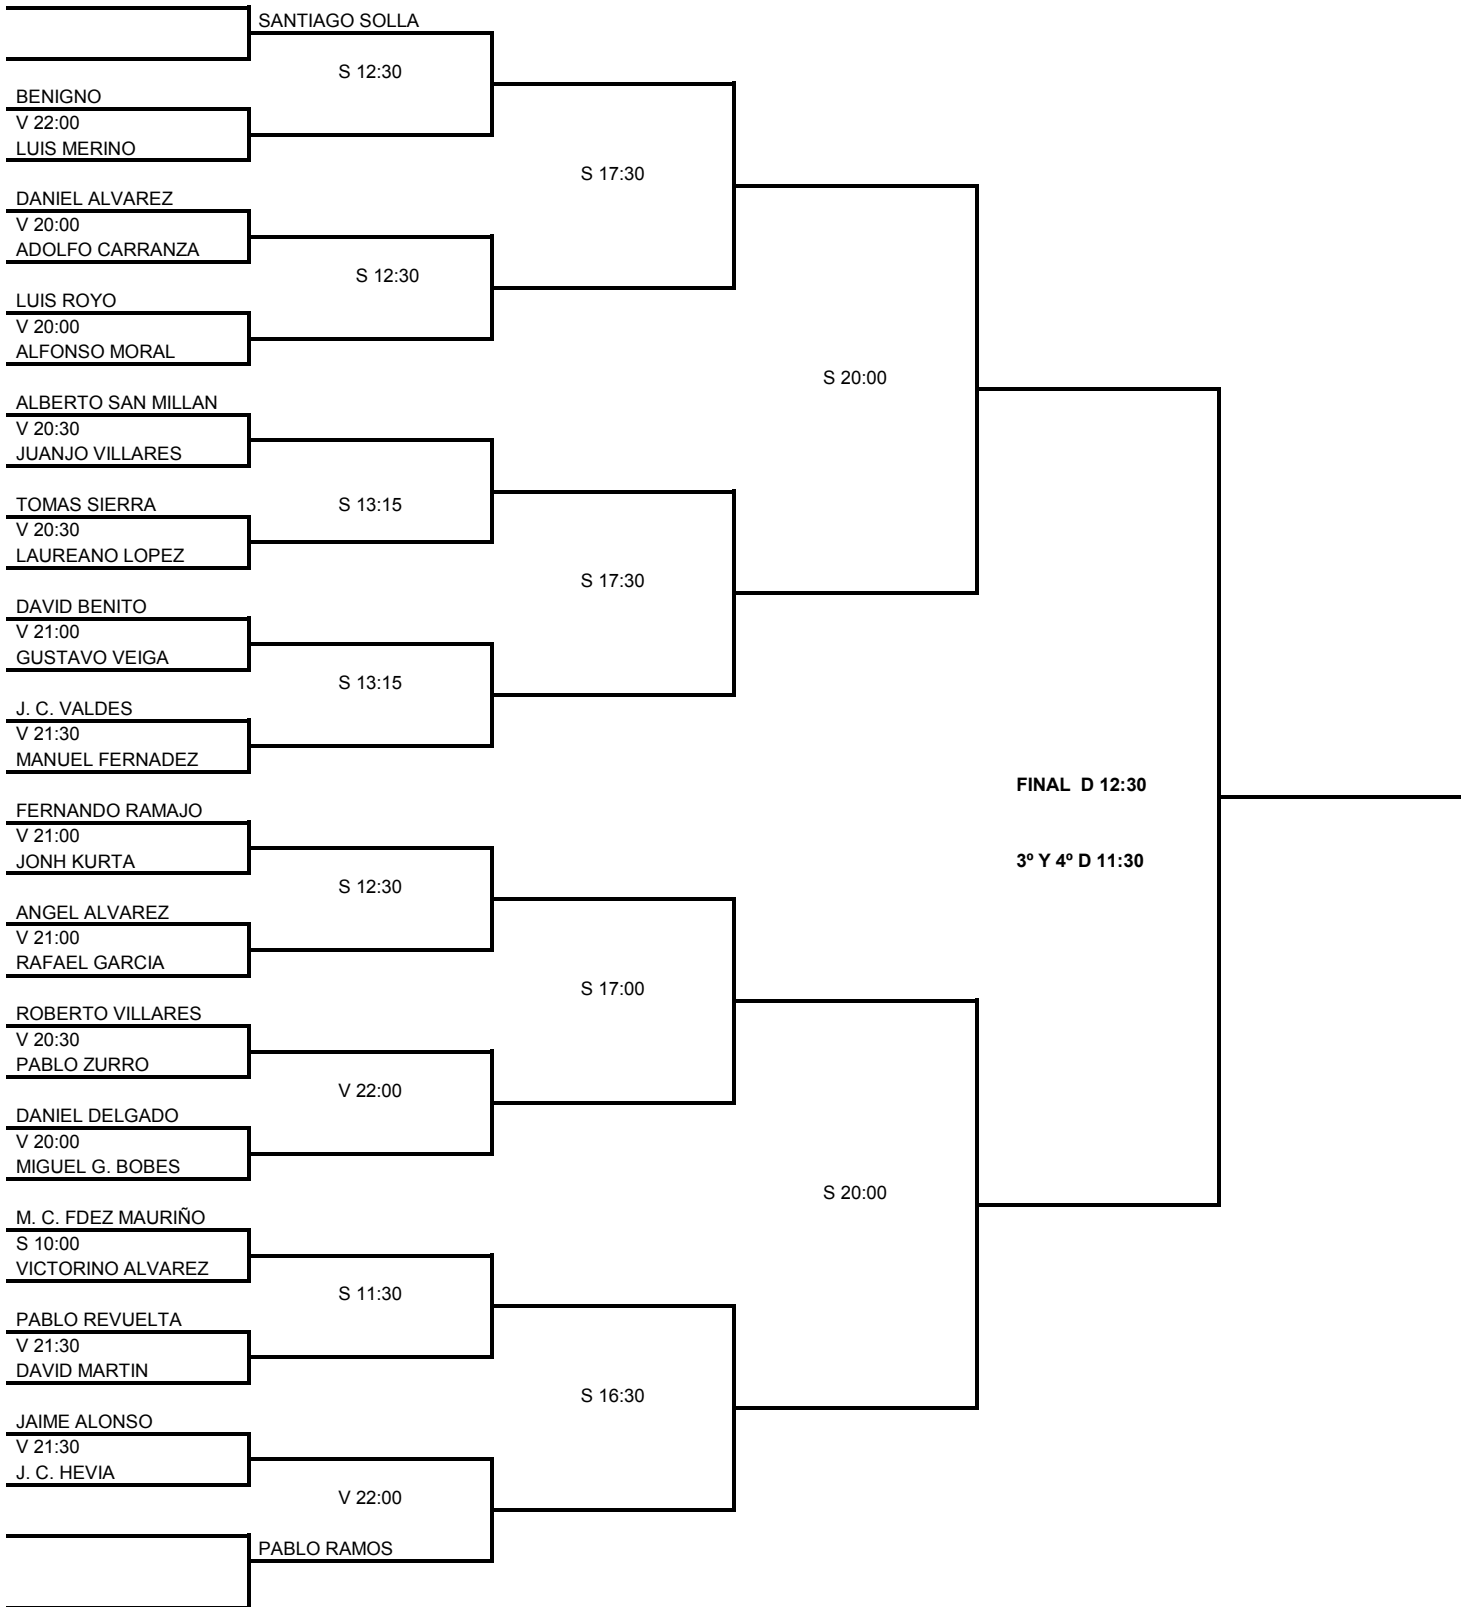 SANTIAGO SOLLA
S 12:30
BENIGNO
V 22:00
LUIS MERINO
S 17:30
DANIEL ALVAREZ
V 20:00
ADOLFO CARRANZA
S 12:30
LUIS ROYO
V 20:00
ALFONSO MORAL
S 20:00
ALBERTO SAN MILLAN
V 20:30
JUANJO VILLARES
TOMAS SIERRA
S 13:15
V 20:30
LAUREANO LOPEZ
S 17:30
DAVID BENITO
V 21:00
GUSTAVO VEIGA
S 13:15
J. C. VALDES
V 21:30
MANUEL FERNADEZ
FINAL  D 12:30
FERNANDO RAMAJO
V 21:00
JONH KURTA
3º Y 4º D 11:30
S 12:30
ANGEL ALVAREZ
V 21:00
RAFAEL GARCIA
S 17:00
ROBERTO VILLARES
V 20:30
PABLO ZURRO
V 22:00
DANIEL DELGADO
V 20:00
MIGUEL G. BOBES
S 20:00
M. C. FDEZ MAURIÑO
S 10:00
VICTORINO ALVAREZ
S 11:30
PABLO REVUELTA
V 21:30
DAVID MARTIN
S 16:30
JAIME ALONSO
V 21:30
J. C. HEVIA
V 22:00
PABLO RAMOS